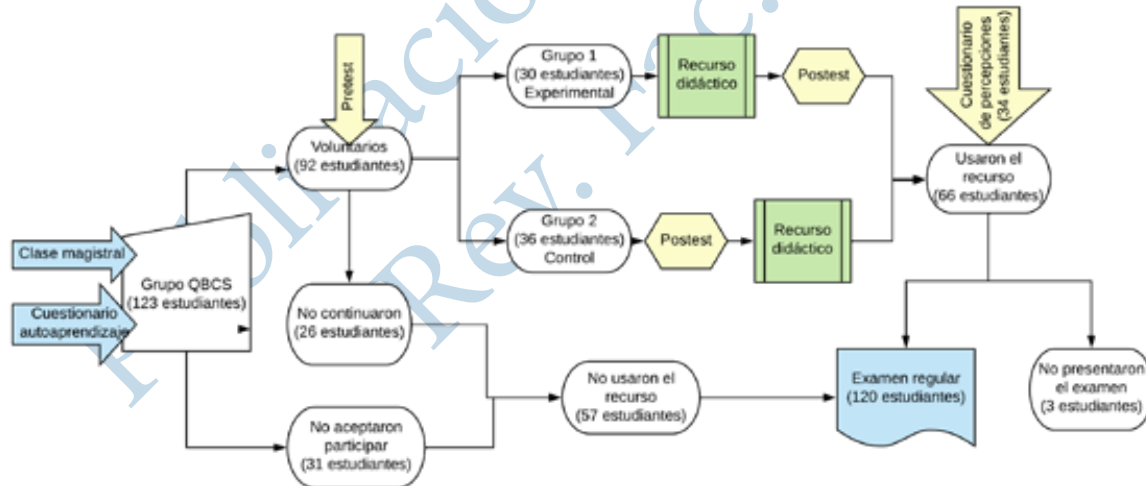 Clase magistral
Cuestionario
autoaprendizaje
Grupo QBCS
(123 estudiantes)
Pretest
Voluntarios
(92 estudiantes)
No continuaron
(26 estudiantes)
No aceptaron
participar
(31 estudiantes)
Grupo 1
(30 estudiantes)
Experimental
Recurso
didáctico
Postest
Grupo 2
(36 estudiantes)
Control
Postest
Recurso
didáctico
No usaron el
recurso
(57 estudiantes)
Cuestionario
de percepciones
(34 estudiantes)
Usaron el
recurso
(66 estudiantes)
Examen regular
(120 estudiantes)
No presentaron
el examen
(3 estudiantes)
Rev.